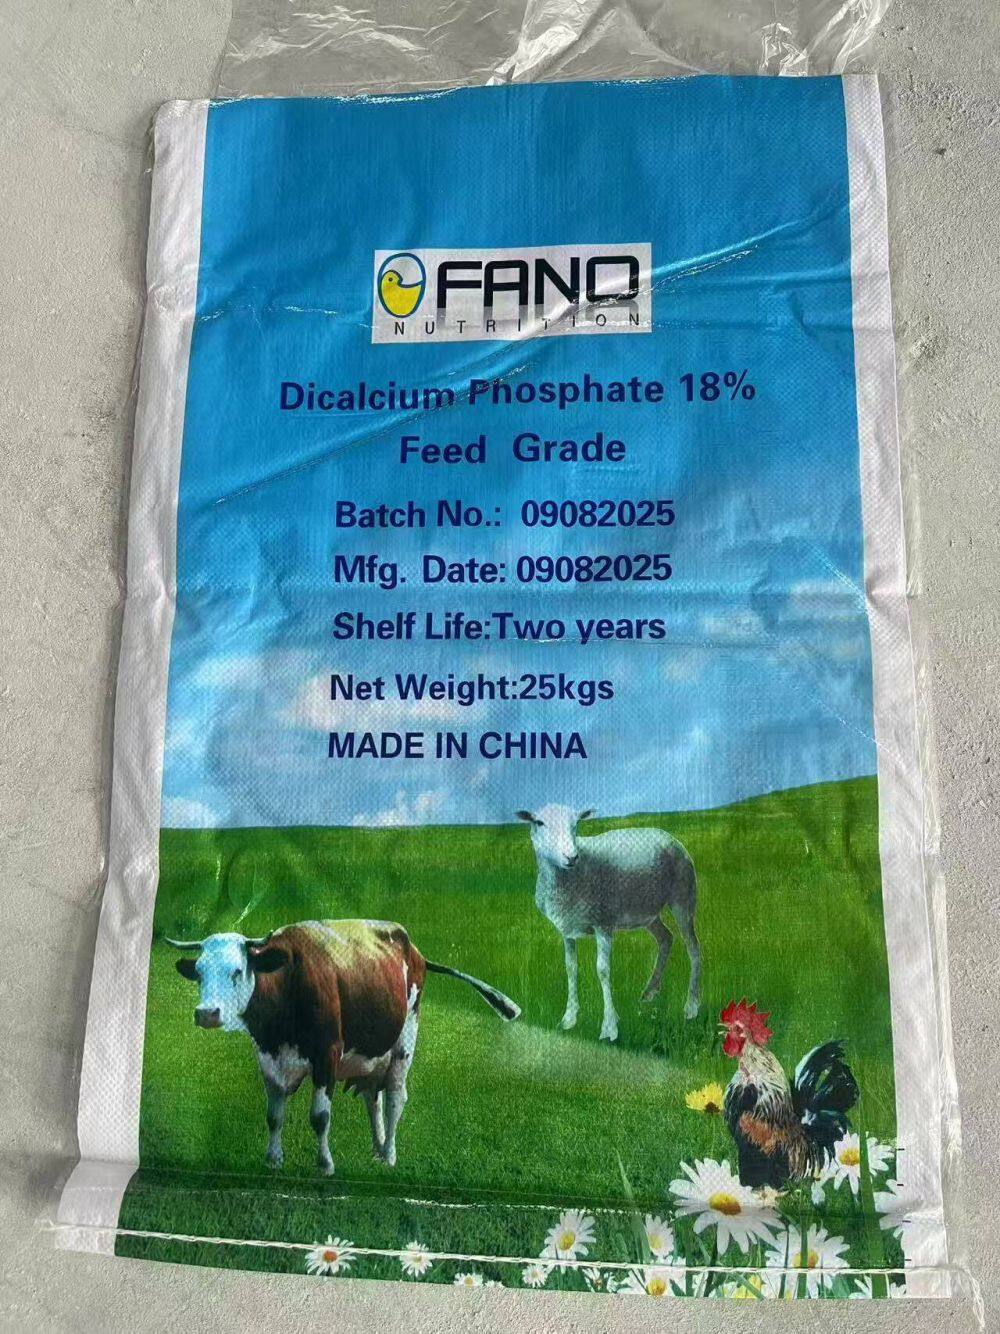 FANO
NUTRITION
Dicalcium Phosphate 18%
Feed Grade
Batch No.: 09082025
Mfg. Date: 09082025
Shelf Life:Two years
Net Weight:25kgs
MADE IN CHINA